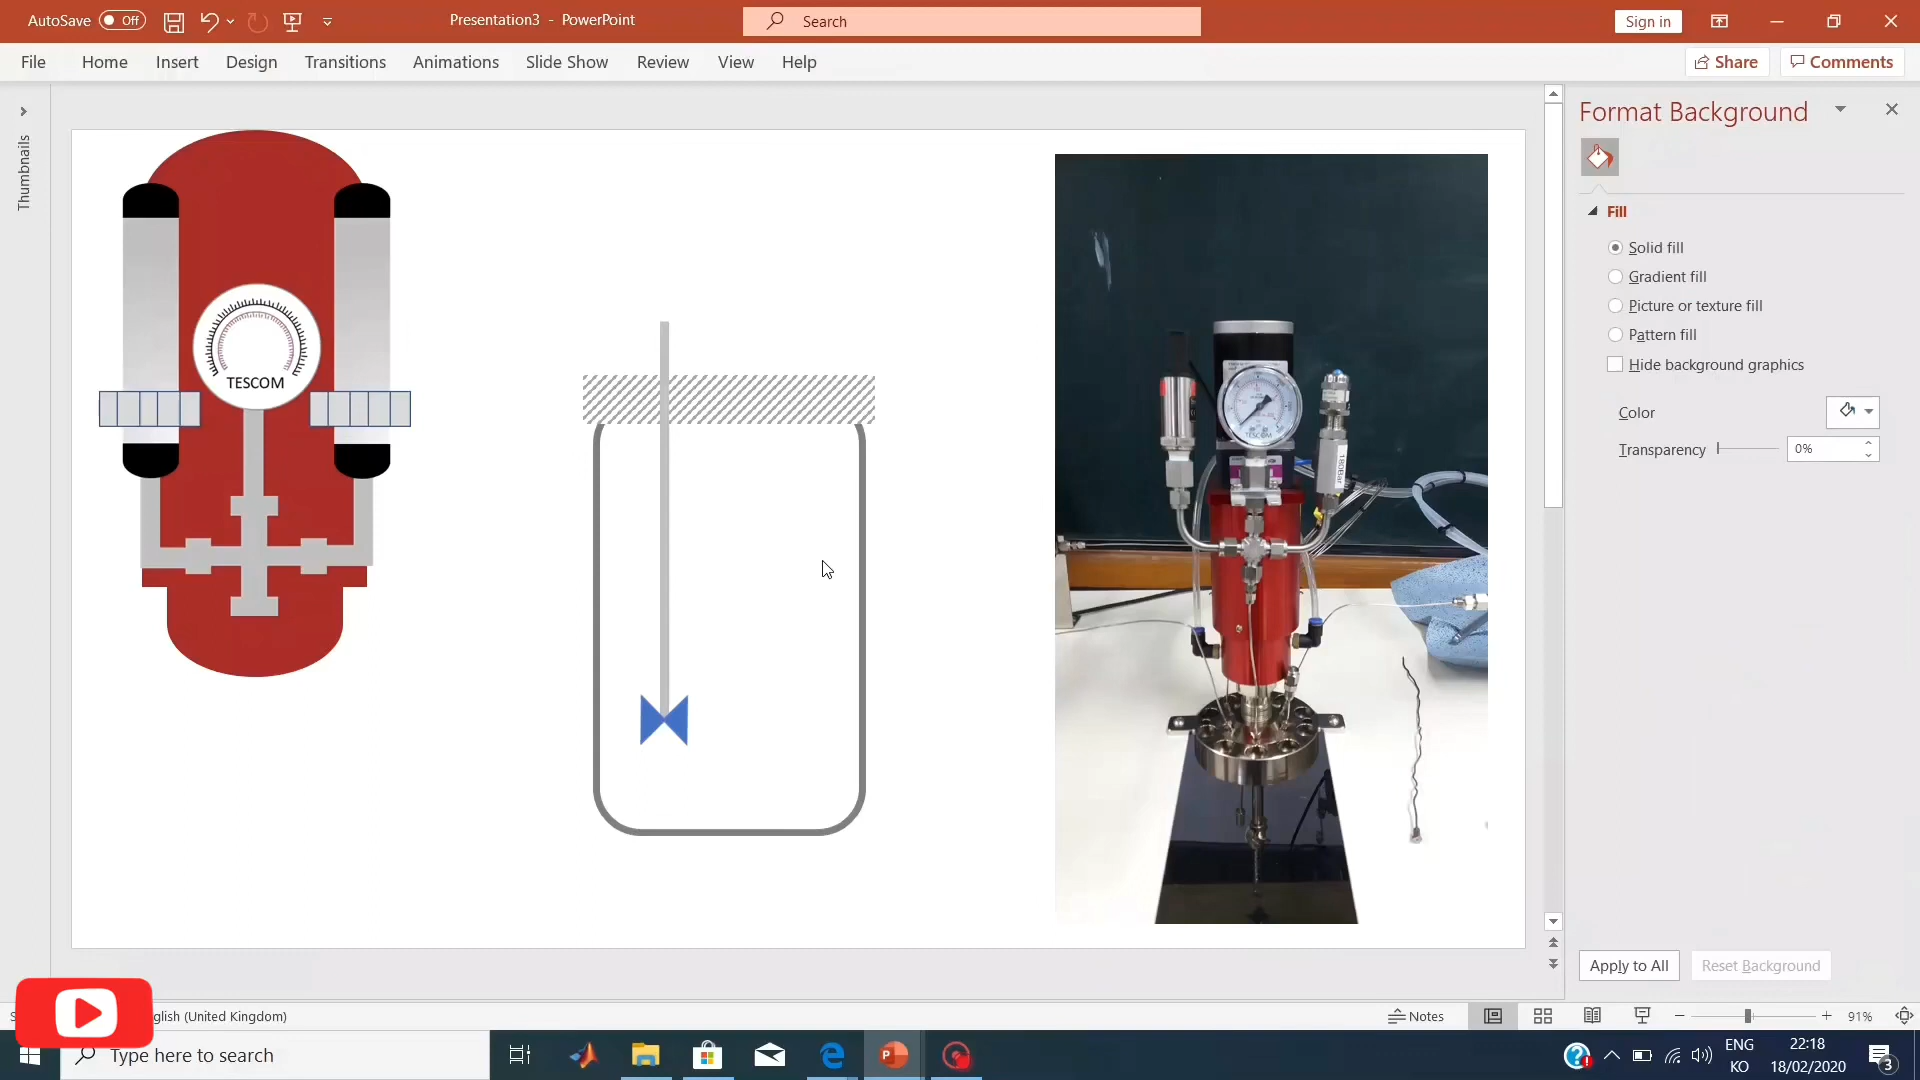 AutoSave Off
Presentation3 - PowerPoint
Search
Sign in
File Home Insert Design Transitions Animations Slide Show Review View Help
Share Comments
Thumbnails
Format Background
Fill
Solid fill
Gradient fill
Picture or texture fill
Pattern fill
Hide background graphics
Color
Transparency 0%
TESCOM
TESCOM
180Bar
Apply to All Reset Background
glish (United Kingdom)
Notes
91%
Type here to search
ENG
KO
22:18
18/02/2020
3